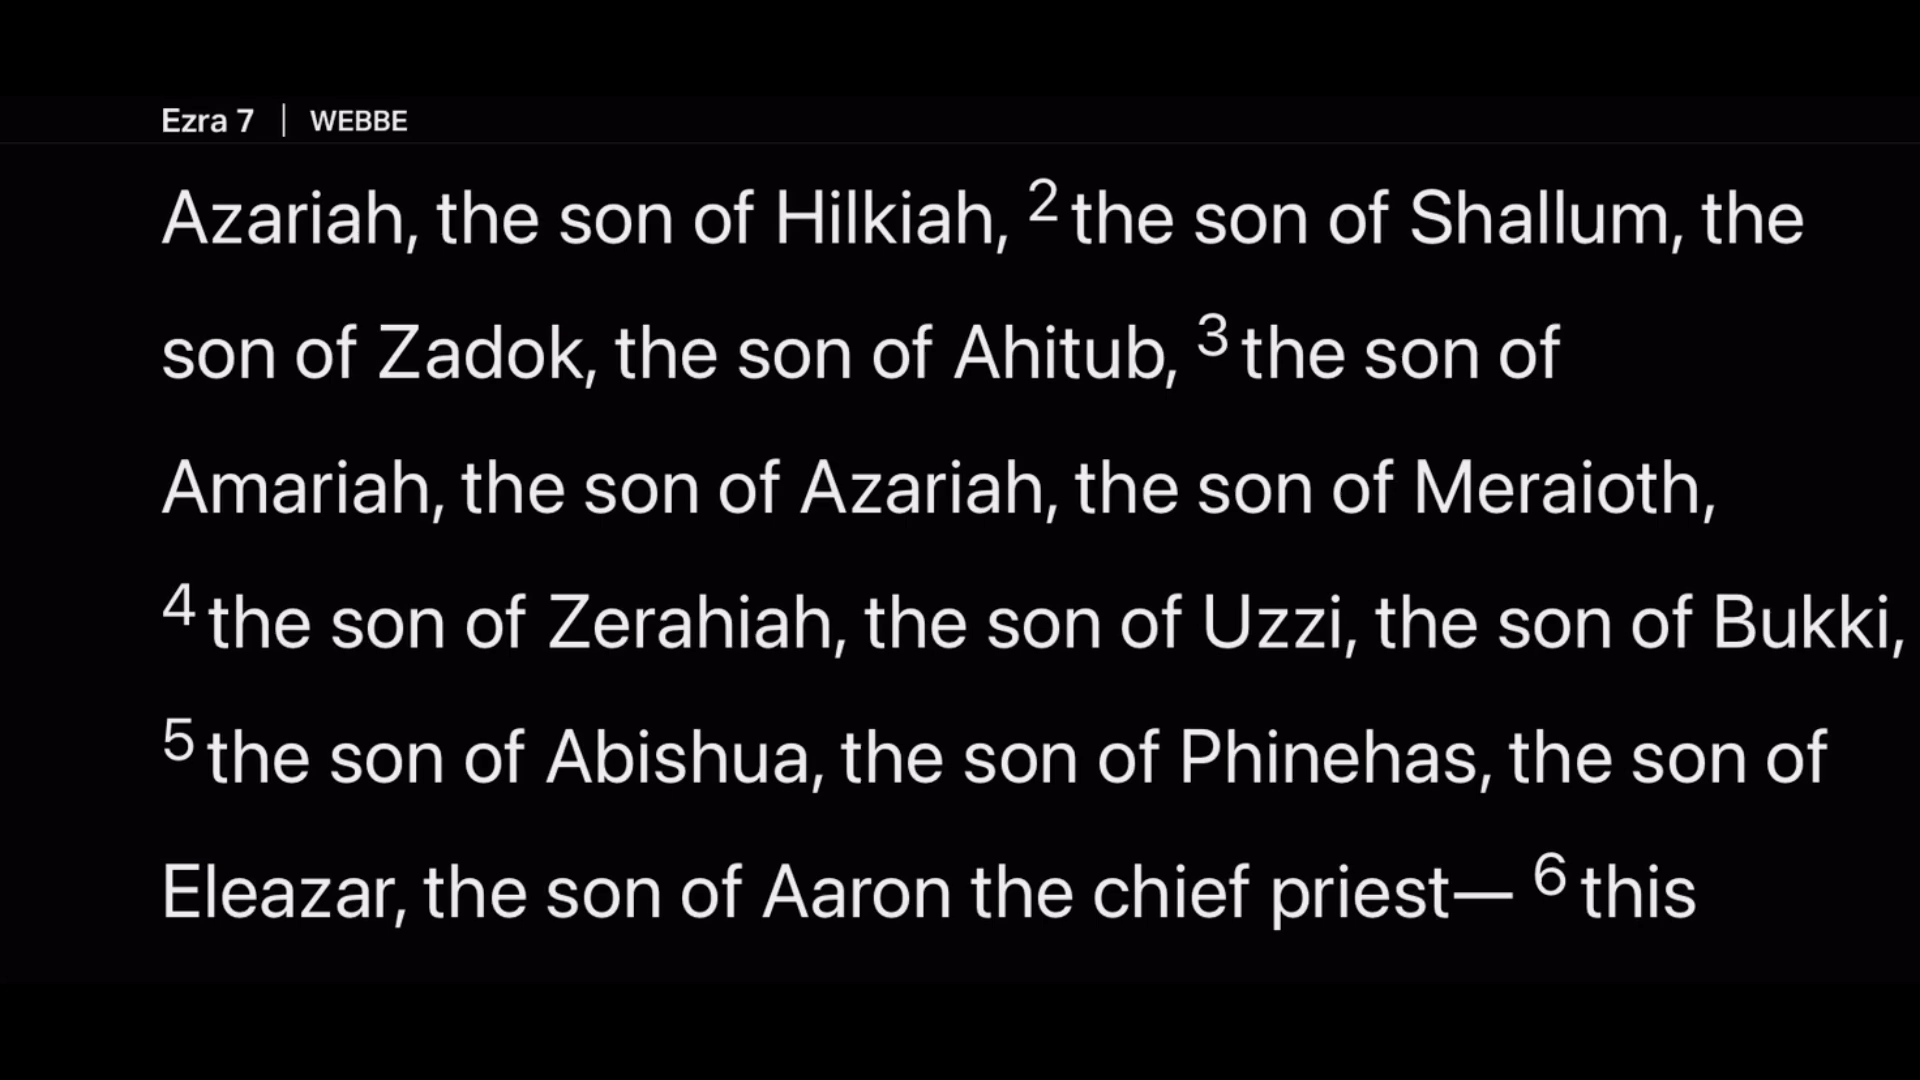 Ezra 7 | WEBBE
Azariah, the son of Hilkiah, 2 the son of Shallum, the
son of Zadok, the son of Ahitub, 3 the son of
Amariah, the son of Azariah, the son of Meraioth,
4 the son of Zerahiah, the son of Uzzi, the son of Bukki,
5 the son of Abishua, the son of Phinehas, the son of
Eleazar, the son of Aaron the chief priest— 6 this